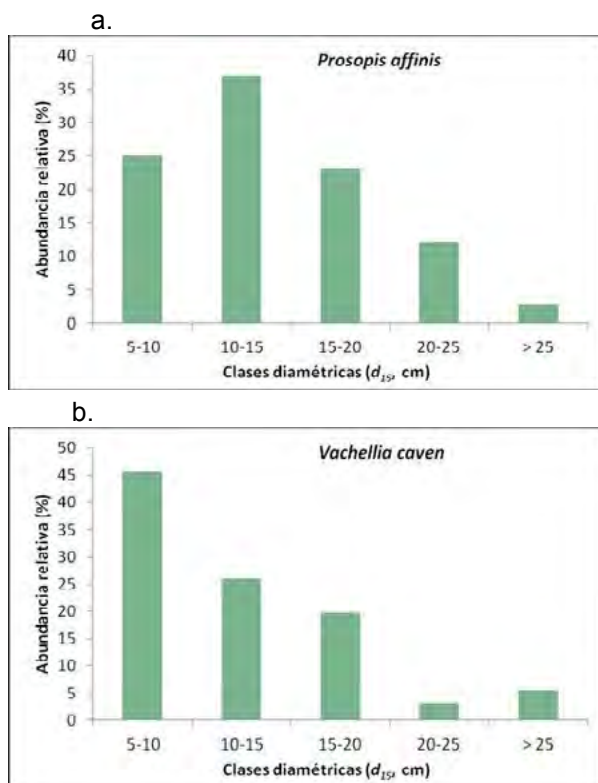 a.
Prosopis affinis
Abundancia relativa (%)
40
35
30
25
20
15
10
5
0
5-10 10-15 15-20 20-25 > 25
Clases diamétricas (d₁₅, cm)
b.
Vachellia caven
Abundancia relativa (%)
50
45
40
35
30
25
20
15
10
5
0
5-10 10-15 15-20 20-25 > 25
Clases diamétricas (d₁₅, cm)